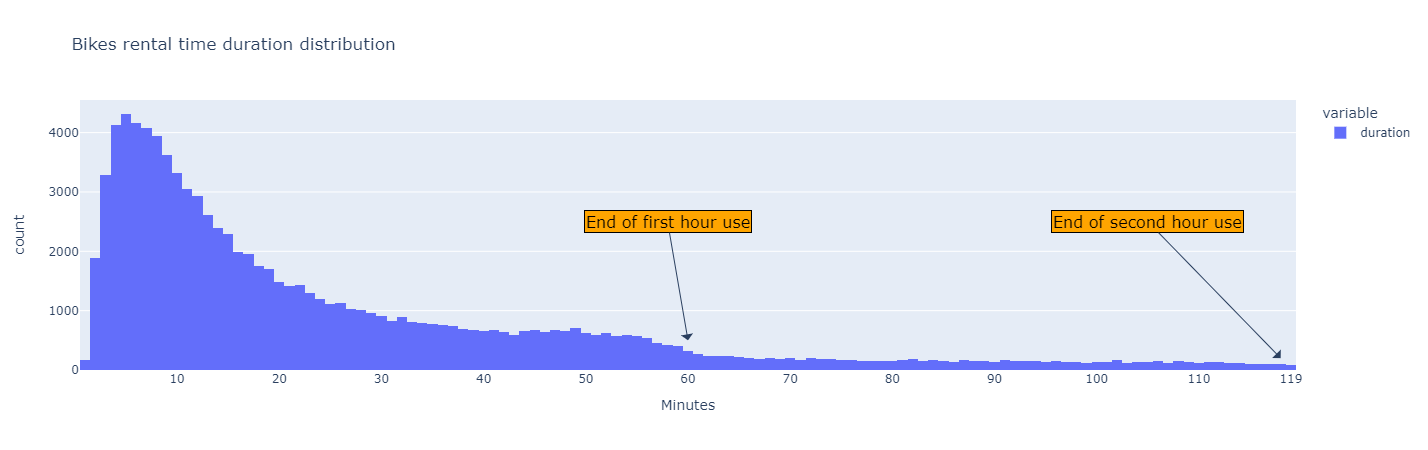 Bikes rental time duration distribution
variable
duration
4000
3000
2000
1000
0
count
End of first hour use
End of second hour use
10 20 30 40 50 60 70 80 90 100 110 119
Minutes